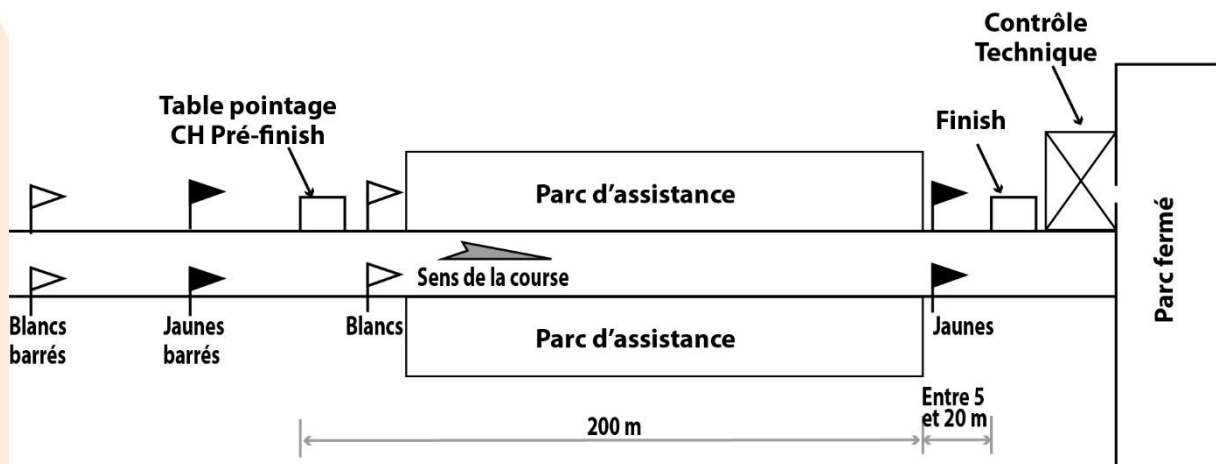 Contrôle
Technique
Table pointage
CH Pré-finish
Finish
Parc d'assistance
Sens de la course
Parc fermé
Blancs
barrés
Jaunes
barrés
Blancs
Parc d'assistance
Jaunes
Entre 5
et 20 m
200 m